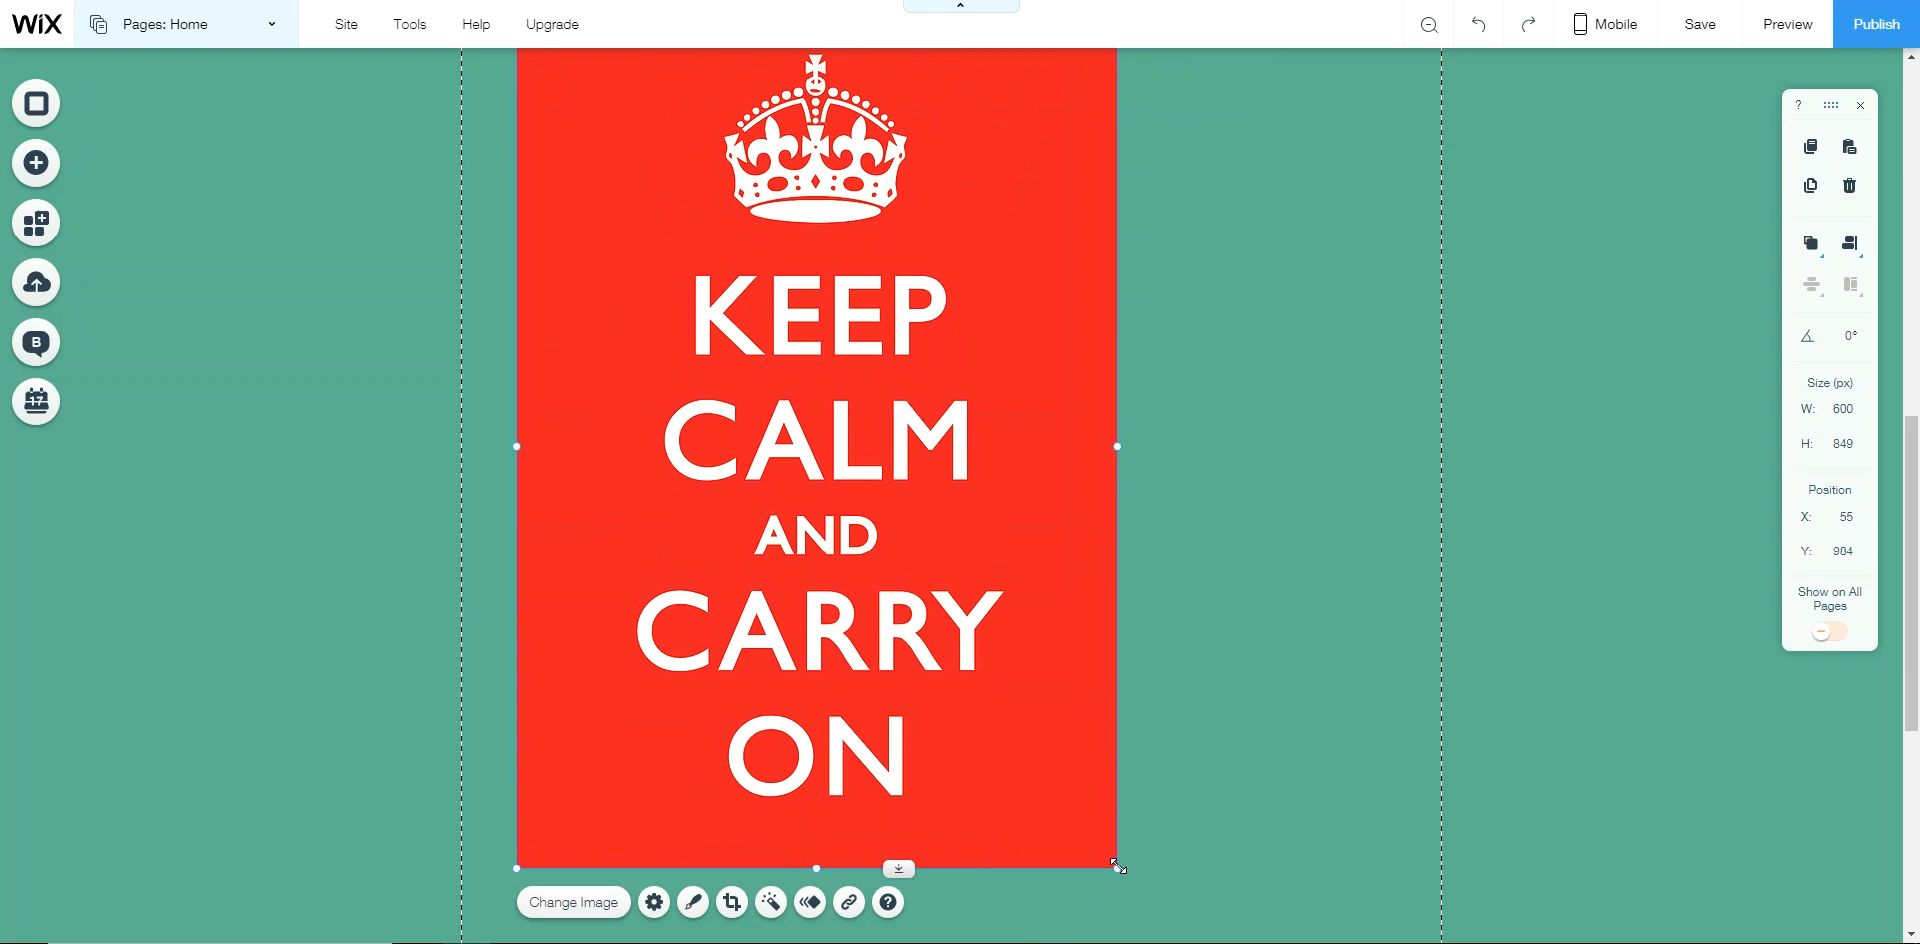 WiX Pages: Home Site Tools Help Upgrade Mobile Save Preview Publish
KEEP
CALM
AND
CARRY
ON
Change Image
?
B
17
?
0°
Size (px)
W: 600
H: 849
Position
X: 55
Y: 904
Show on All
Pages